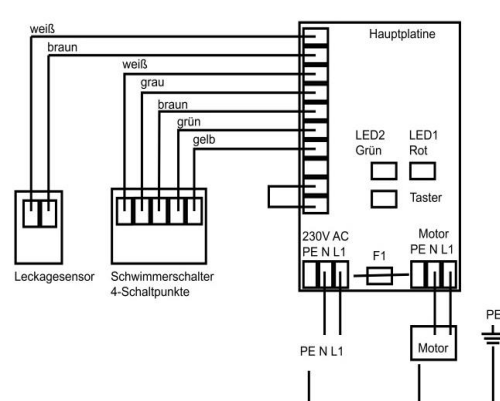 weiß
braun
weiß
grau
braun
grün
gelb
Hauptplatine
LED2 LED1
Grün Rot
Taster
230V AC Motor
PE N L1 F1 PE N L1
Leckagesensor
Schwimmerschalter
4-Schaltpunkte
PE N L1
Motor
PE